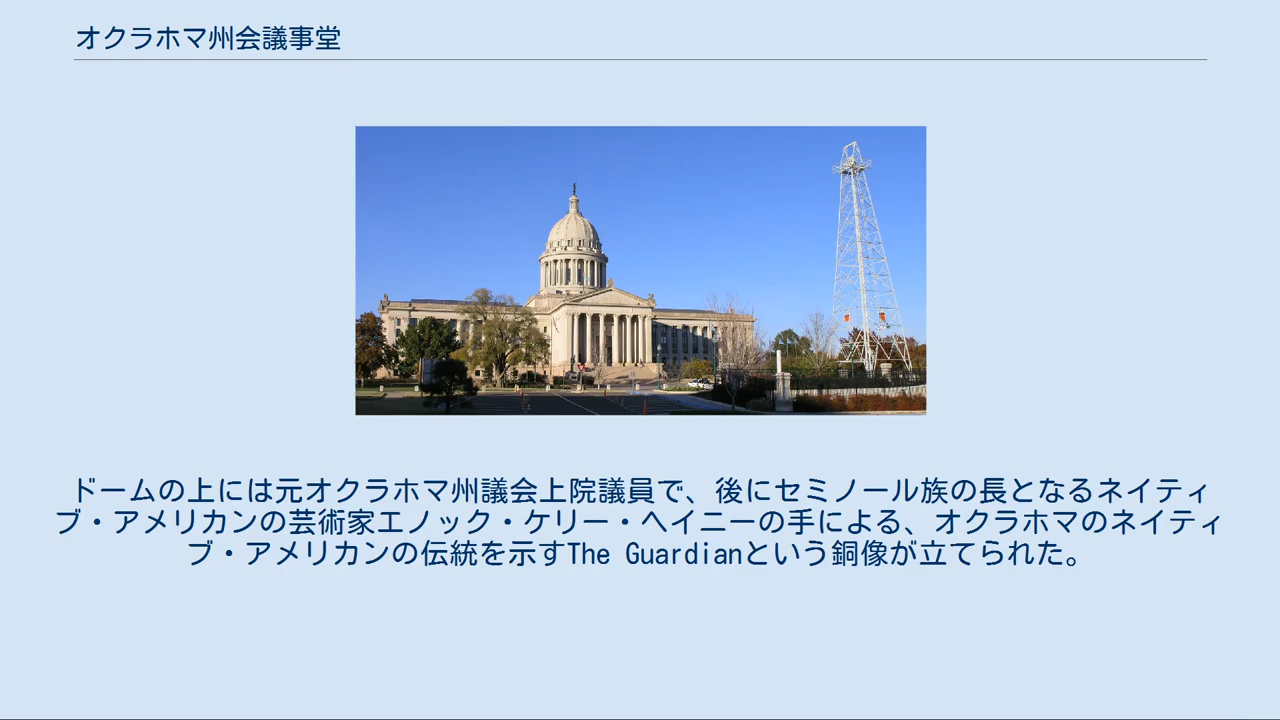 オクラホマ州会議事堂
ドームの上には元オクラホマ州議会上院議員で、後にセミノール族の長となるネイティ
ブ・アメリカンの芸術家エノック・ケリー・ヘイニーの手による、オクラホマのネイティ
ブ・アメリカンの伝統を示すThe Guardianという銅像が立てられた。